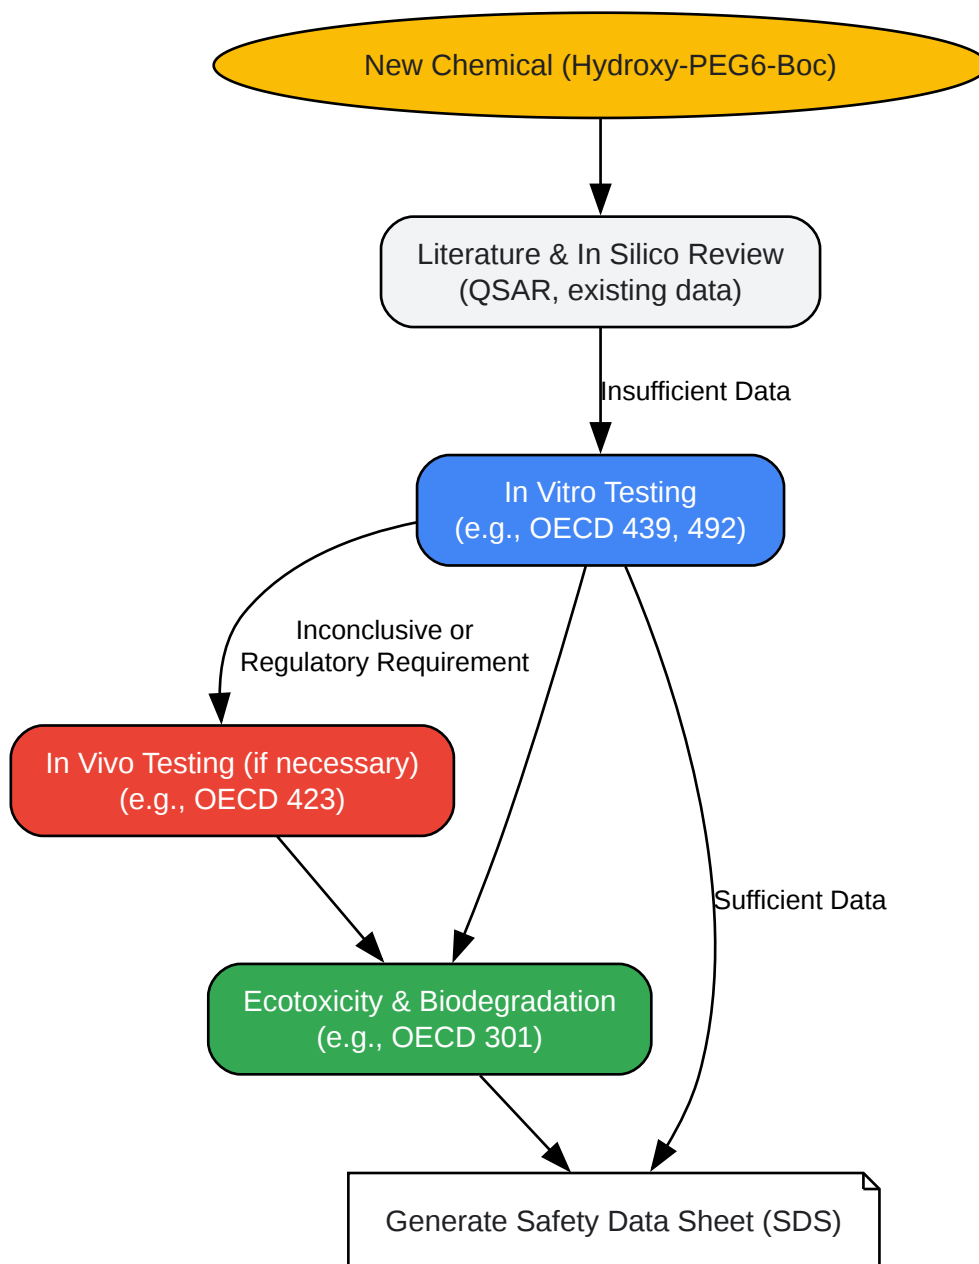 New Chemical (Hydroxy-PEG6-Boc)
Literature & In Silico Review
(QSAR, existing data)
Insufficient Data
In Vitro Testing
(e.g., OECD 439, 492)
Inconclusive or
Regulatory Requirement
In Vivo Testing (if necessary)
(e.g., OECD 423)
Sufficient Data
Ecotoxicity & Biodegradation
(e.g., OECD 301)
Generate Safety Data Sheet (SDS)